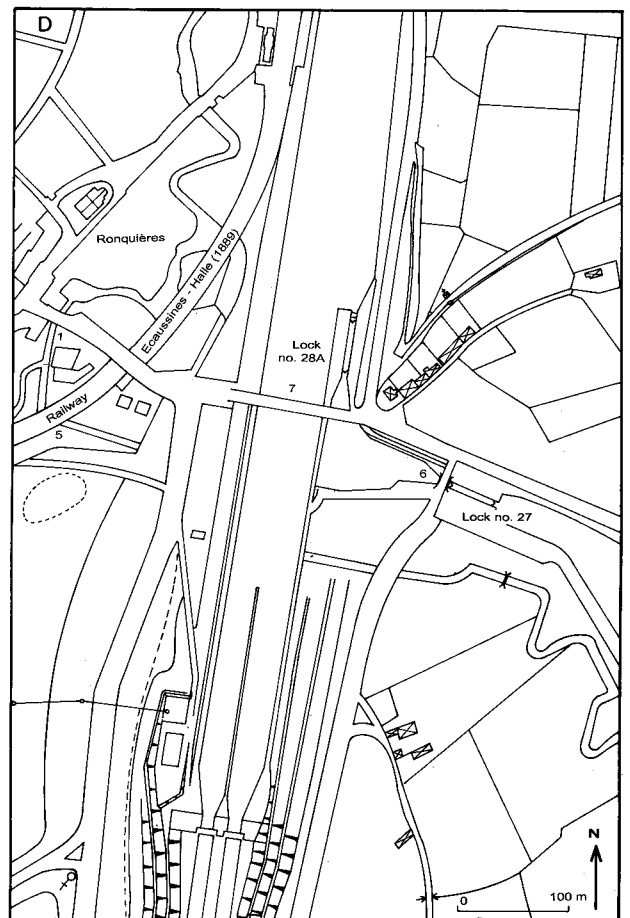 D
Ronquières
Ecaussines - Halle (1889)
Lock
no. 28A
1
7
Railway
5
6
Lock no. 27
N
0
100 m